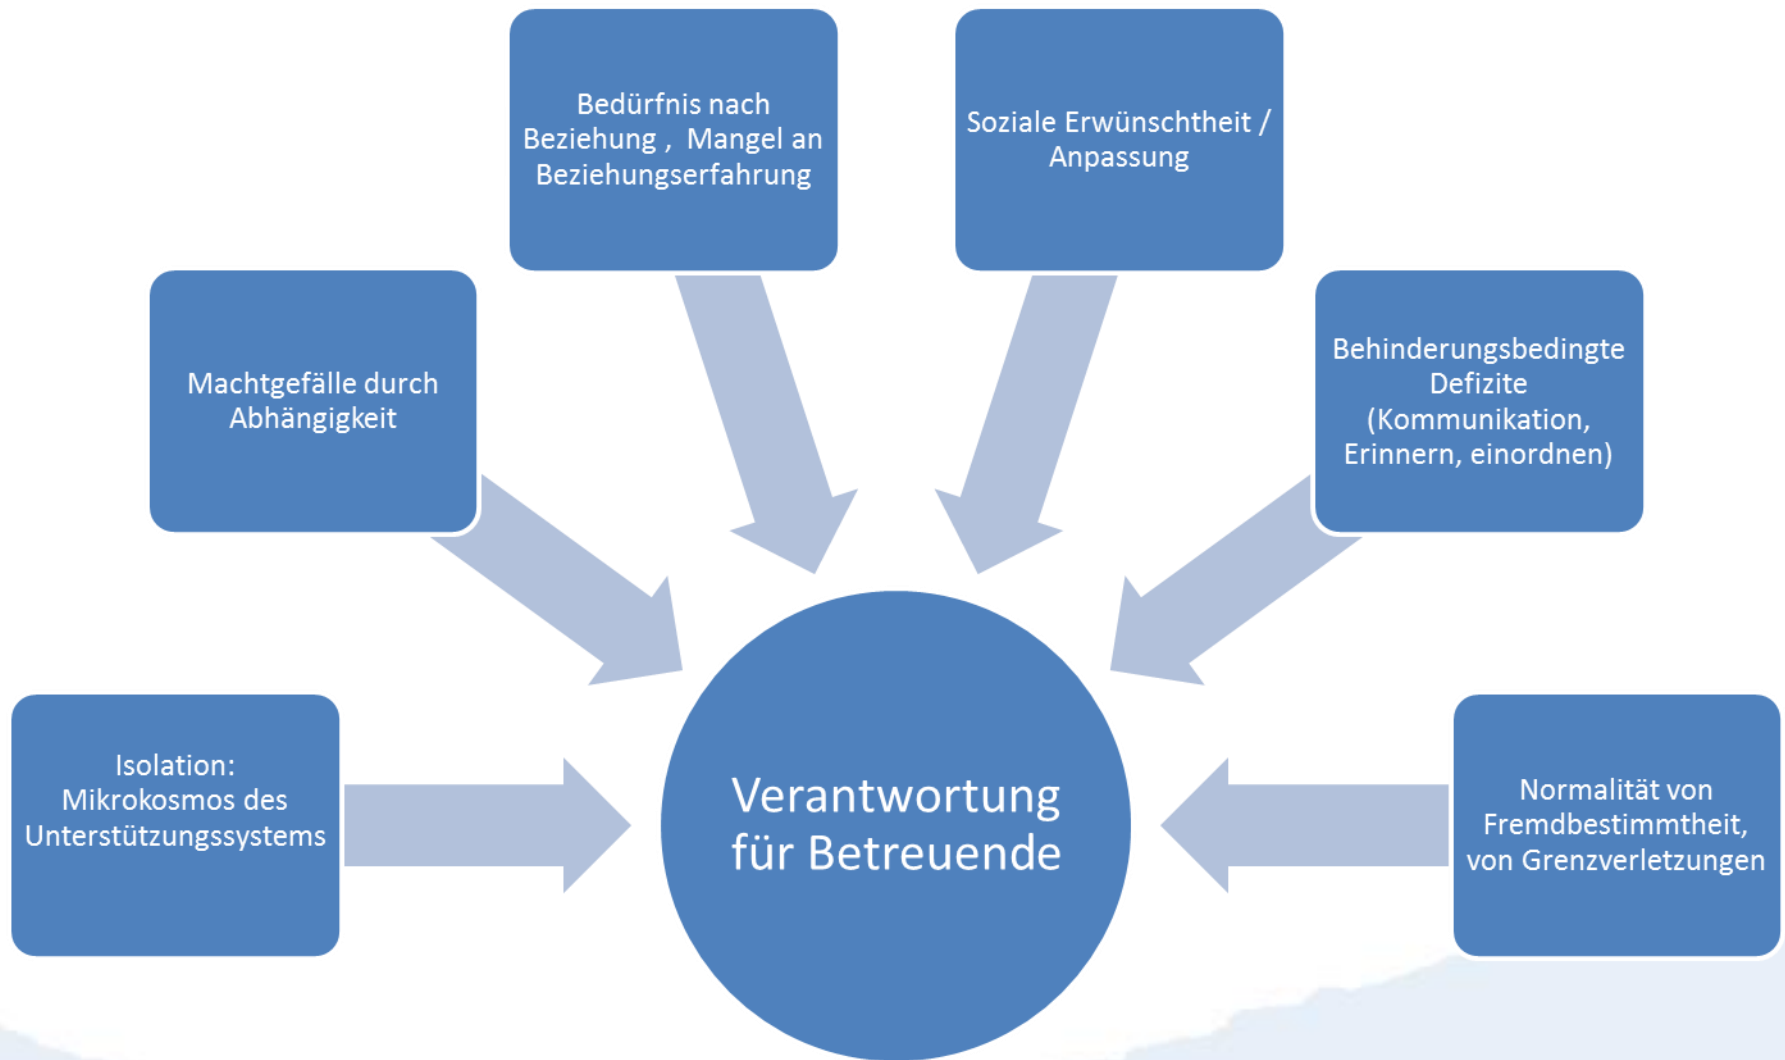 Bedürfnis nach
Beziehung ,  Mangel an
Beziehungserfahrung
Soziale Erwünschtheit /
Anpassung
Machtgefälle durch
Abhängigkeit
Behinderungsbedingte
Defizite
(Kommunikation,
Erinnern, einordnen)
Isolation:
Mikrokosmos des
Unterstützungssystems
Verantwortung
für Betreuende
Normalität von
Fremdbestimmtheit,
von Grenzverletzungen